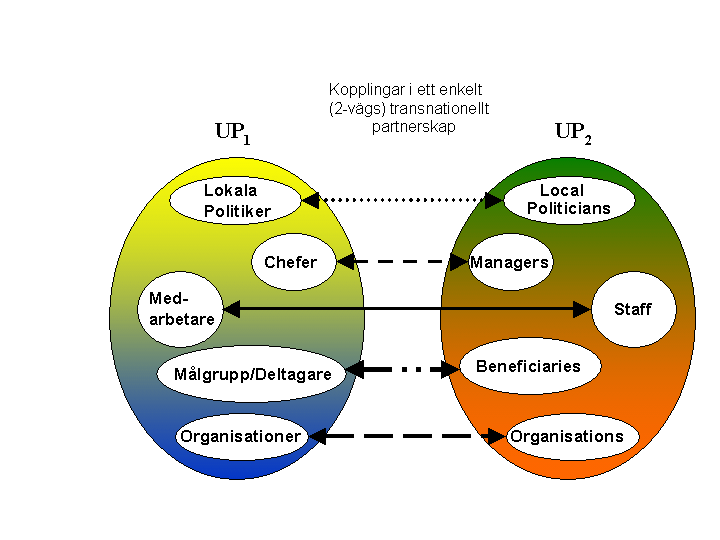 Kopplingar i ett enkelt
(2-vägs) transnationellt
partnerskap
UP1
UP2
Lokala
Politiker
Local
Politicians
Chefer
Managers
Med-
arbetare
Staff
Målgrupp/Deltagare
Beneficiaries
Organisationer
Organisations